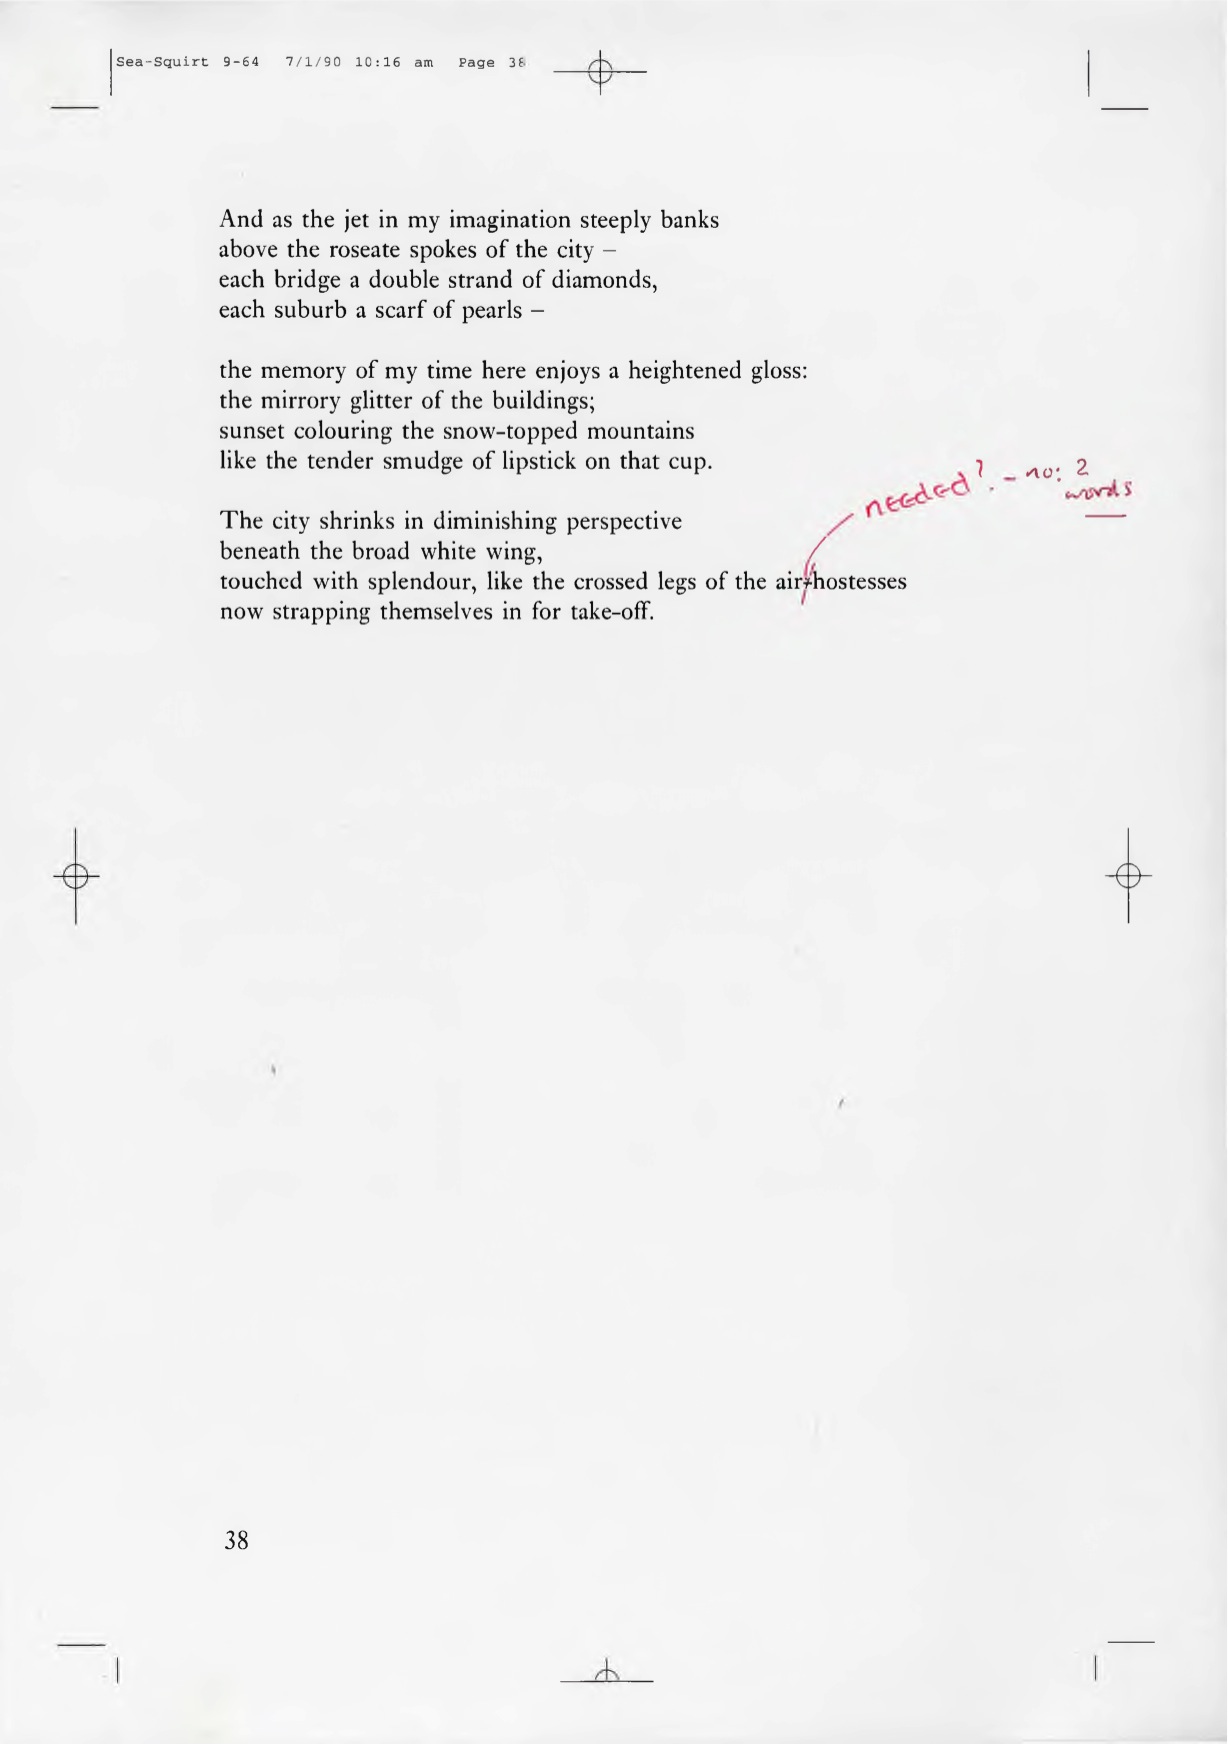 Sea-Squirt 9-64 7/1/90 10:16 am Page 38
And as the jet in my imagination steeply banks
above the roseate spokes of the city –
each bridge a double strand of diamonds,
each suburb a scarf of pearls –
the memory of my time here enjoys a heightened gloss:
the mirrory glitter of the buildings;
sunset colouring the snow-topped mountains
like the tender smudge of lipstick on that cup.
needed? – no: 2
words
The city shrinks in diminishing perspective
beneath the broad white wing,
touched with splendour, like the crossed legs of the air-hostesses
now strapping themselves in for take-off.
38